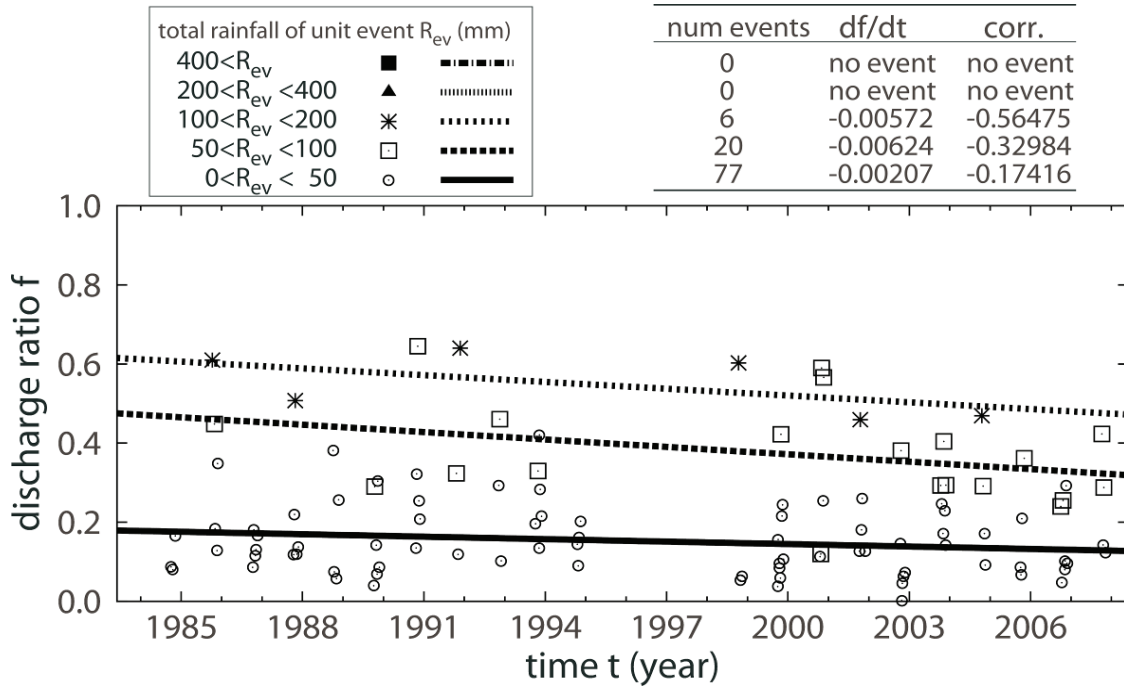 total rainfall of unit event R_ev (mm)
400<R_ev
200<R_ev <400
100<R_ev <200
50<R_ev <100
0<R_ev < 50
num events df/dt corr.
0 no event no event
0 no event no event
6 -0.00572 -0.56475
20 -0.00624 -0.32984
77 -0.00207 -0.17416
discharge ratio f
1.0
0.8
0.6
0.4
0.2
0.0
1985 1988 1991 1994 1997 2000 2003 2006
time t (year)